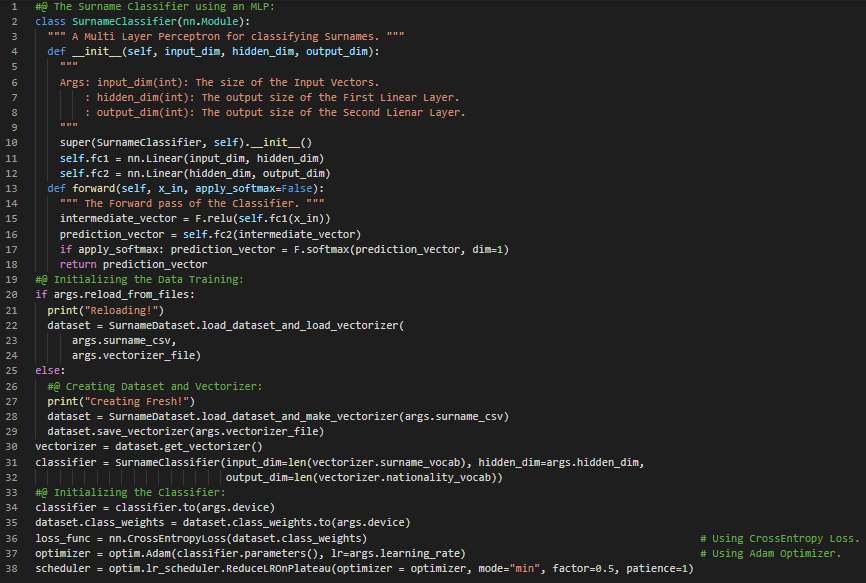 1 #@ The Surname Classifier using an MLP:
2 class SurnameClassifier(nn.Module):
3 """ A Multi Layer Perceptron for classifying Surnames. """
4 def __init__(self, input_dim, hidden_dim, output_dim):
5 """
6 Args: input_dim(int): The size of the Input Vectors.
7 : hidden_dim(int): The output size of the First Linear Layer.
8 : output_dim(int): The output size of the Second Lienar Layer.
9 """
10 super(SurnameClassifier, self).__init__()
11 self.fc1 = nn.Linear(input_dim, hidden_dim)
12 self.fc2 = nn.Linear(hidden_dim, output_dim)
13 def forward(self, x_in, apply_softmax=False):
14 """ The Forward pass of the Classifier. """
15 intermediate_vector = F.relu(self.fc1(x_in))
16 prediction_vector = self.fc2(intermediate_vector)
17 if apply_softmax: prediction_vector = F.softmax(prediction_vector, dim=1)
18 return prediction_vector
19 #@ Initializing the Data Training:
20 if args.reload_from_files:
21 print("Reloading!")
22 dataset = SurnameDataset.load_dataset_and_load_vectorizer(
23 args.surname_csv,
24 args.vectorizer_file)
25 else:
26 #@ Creating Dataset and Vectorizer:
27 print("Creating Fresh!")
28 dataset = SurnameDataset.load_dataset_and_make_vectorizer(args.surname_csv)
29 dataset.save_vectorizer(args.vectorizer_file)
30 vectorizer = dataset.get_vectorizer()
31 classifier = SurnameClassifier(input_dim=len(vectorizer.surname_vocab), hidden_dim=args.hidden_dim,
32 output_dim=len(vectorizer.nationality_vocab))
33 #@ Initializing the Classifier:
34 classifier = classifier.to(args.device)
35 dataset.class_weights = dataset.class_weights.to(args.device)
36 loss_func = nn.CrossEntropyLoss(dataset.class_weights) # Using CrossEntropy Loss.
37 optimizer = optim.Adam(classifier.parameters(), lr=args.learning_rate) # Using Adam Optimizer.
38 scheduler = optim.lr_scheduler.ReduceLROnPlateau(optimizer = optimizer, mode="min", factor=0.5, patience=1)